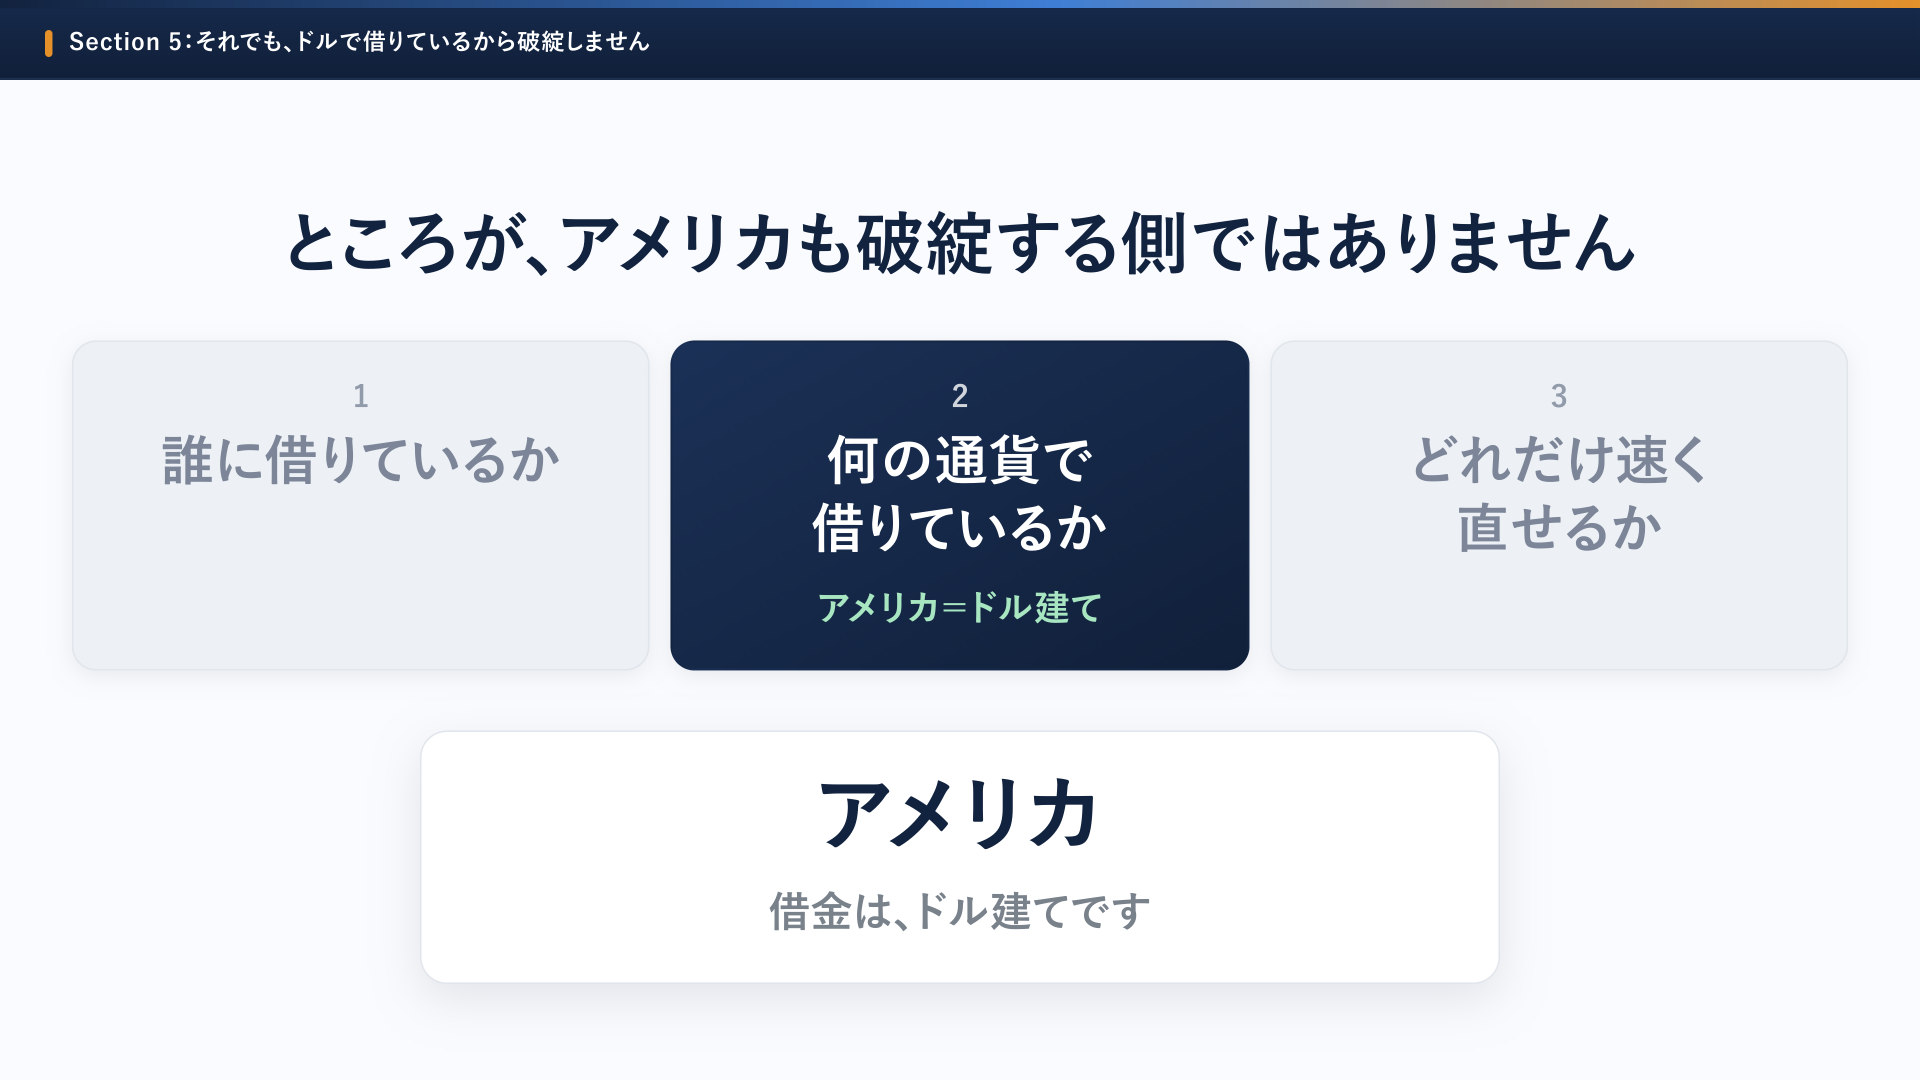 Section 5：それでも、ドルで借りているから破綻しません
ところが、アメリカも破綻する側ではありません
1
誰に借りているか
2
何の通貨で
借りているか
アメリカ＝ドル建て
3
どれだけ速く
直せるか
アメリカ
借金は、ドル建てです